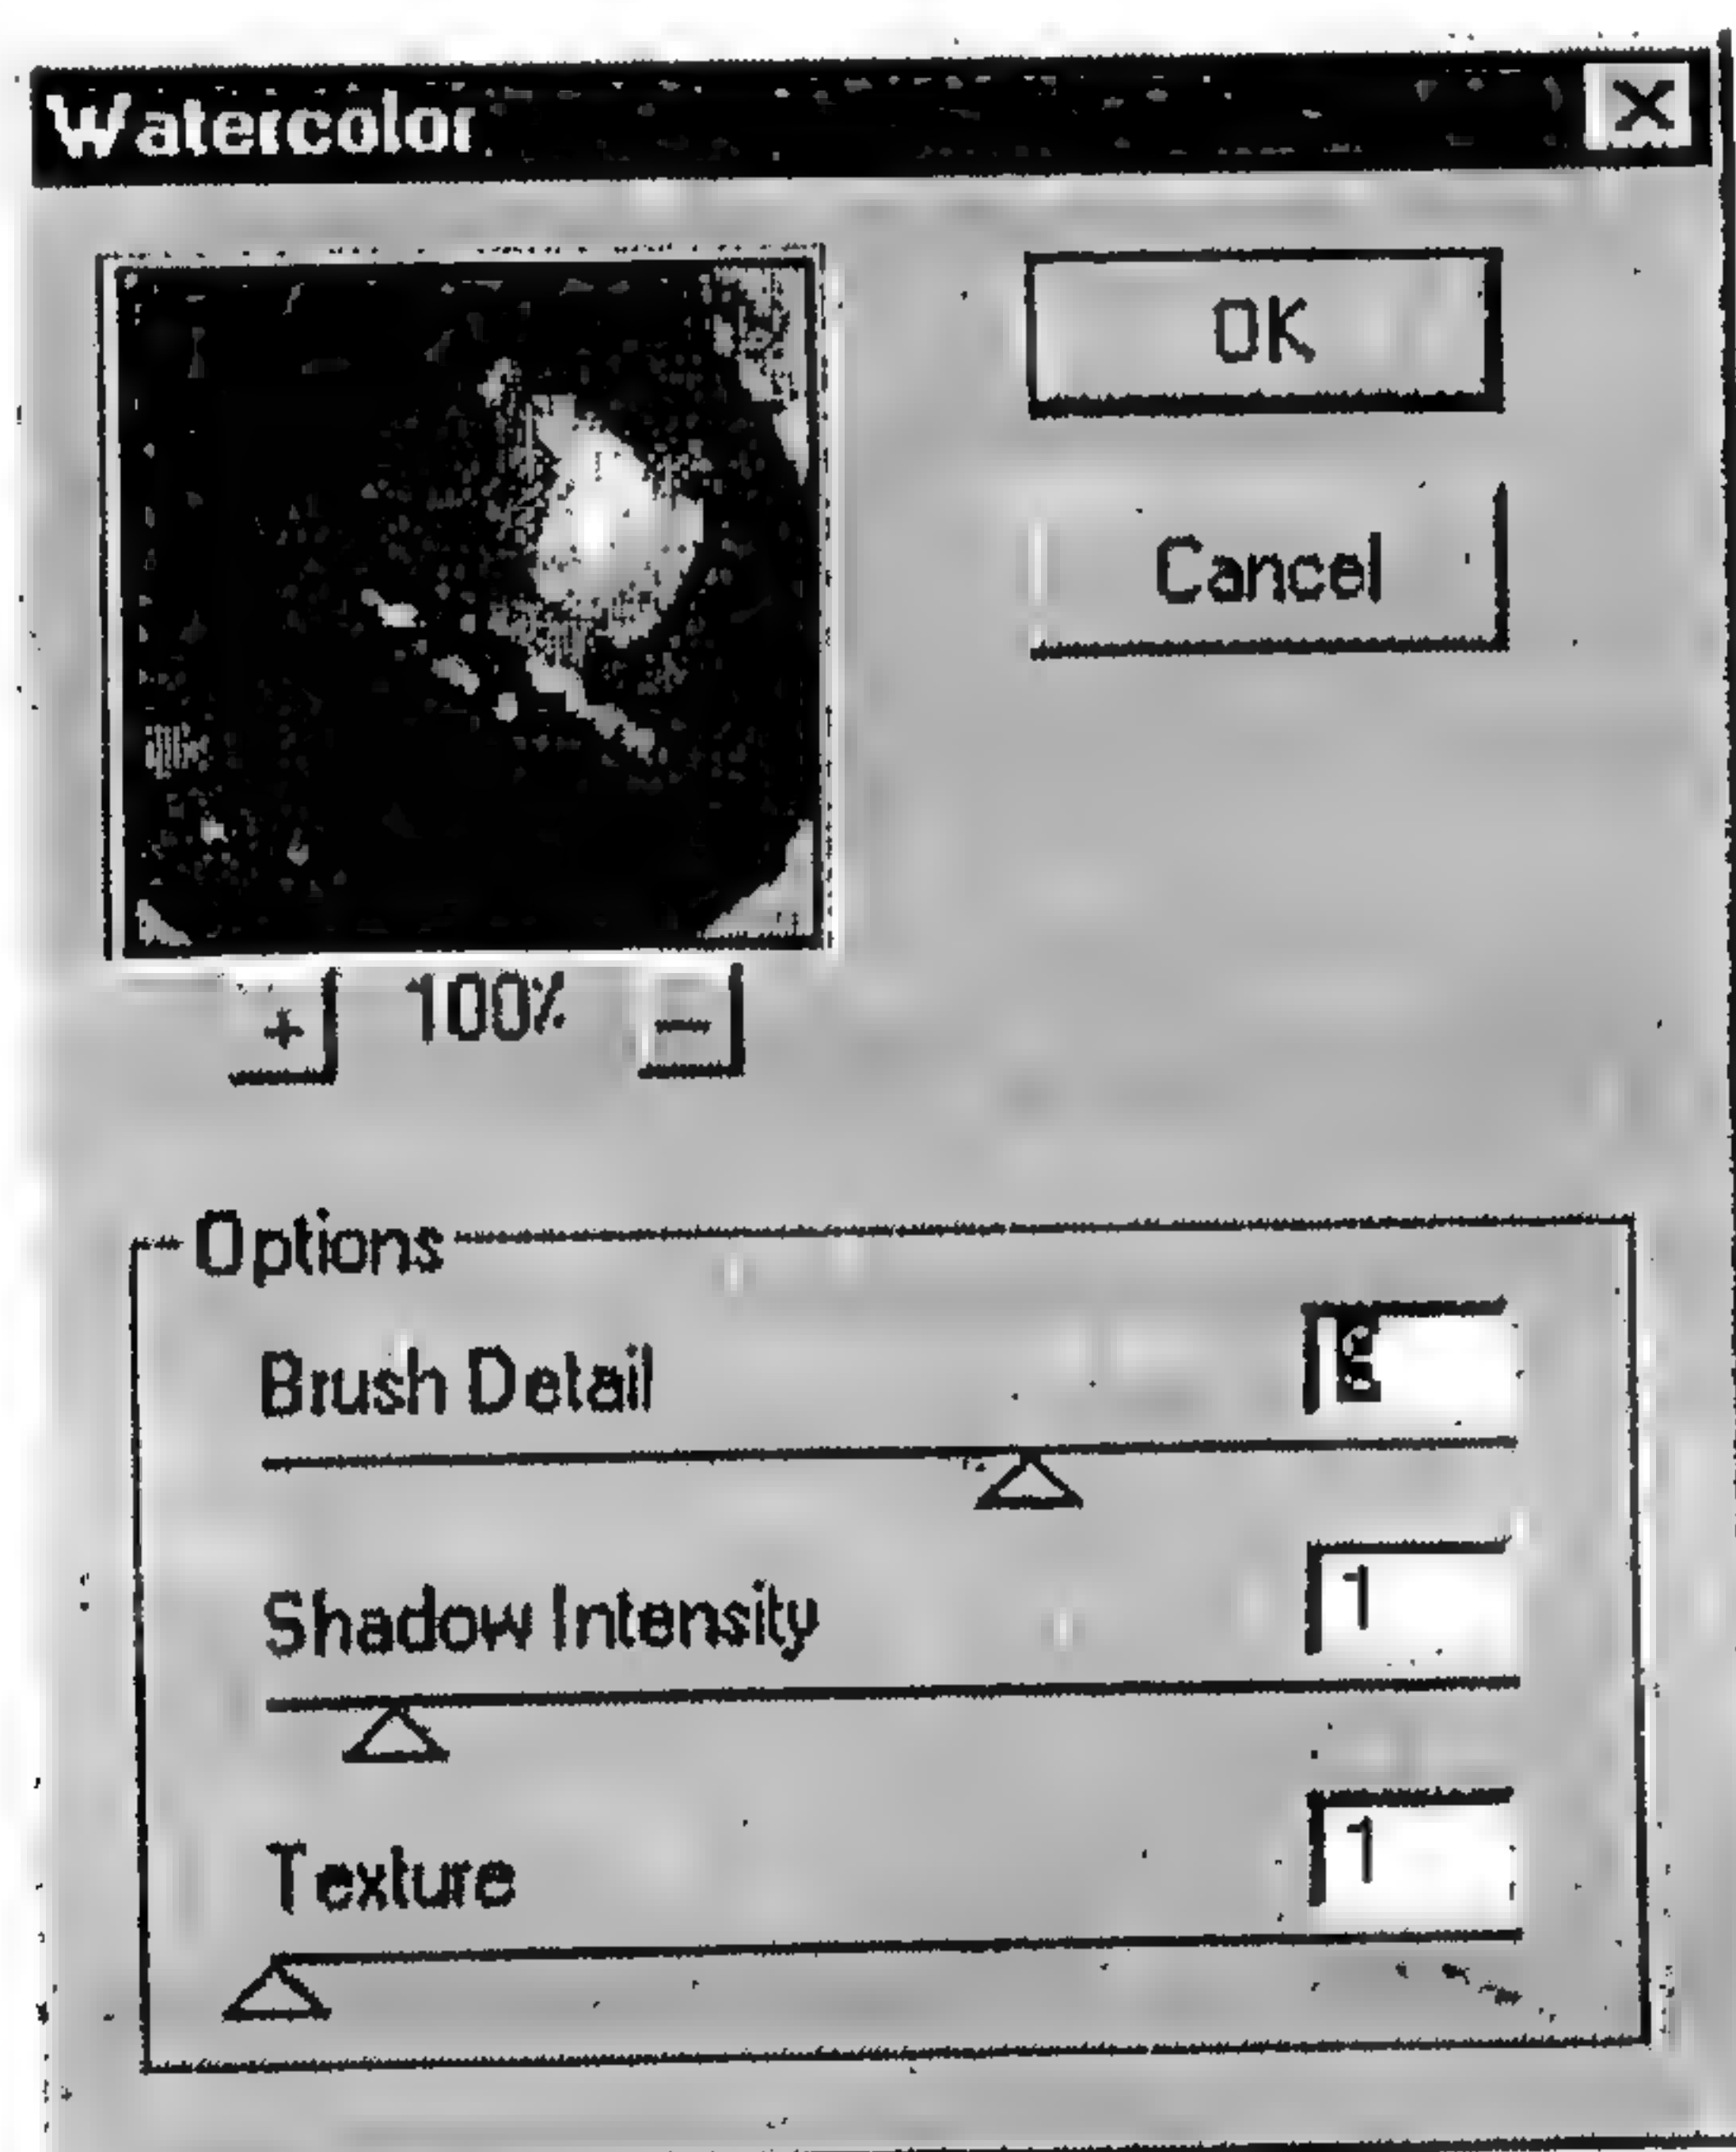 Watercolor
OK
Cancel
+ 100% −
Options
Brush Detail
Shadow Intensity 1
Texture 1